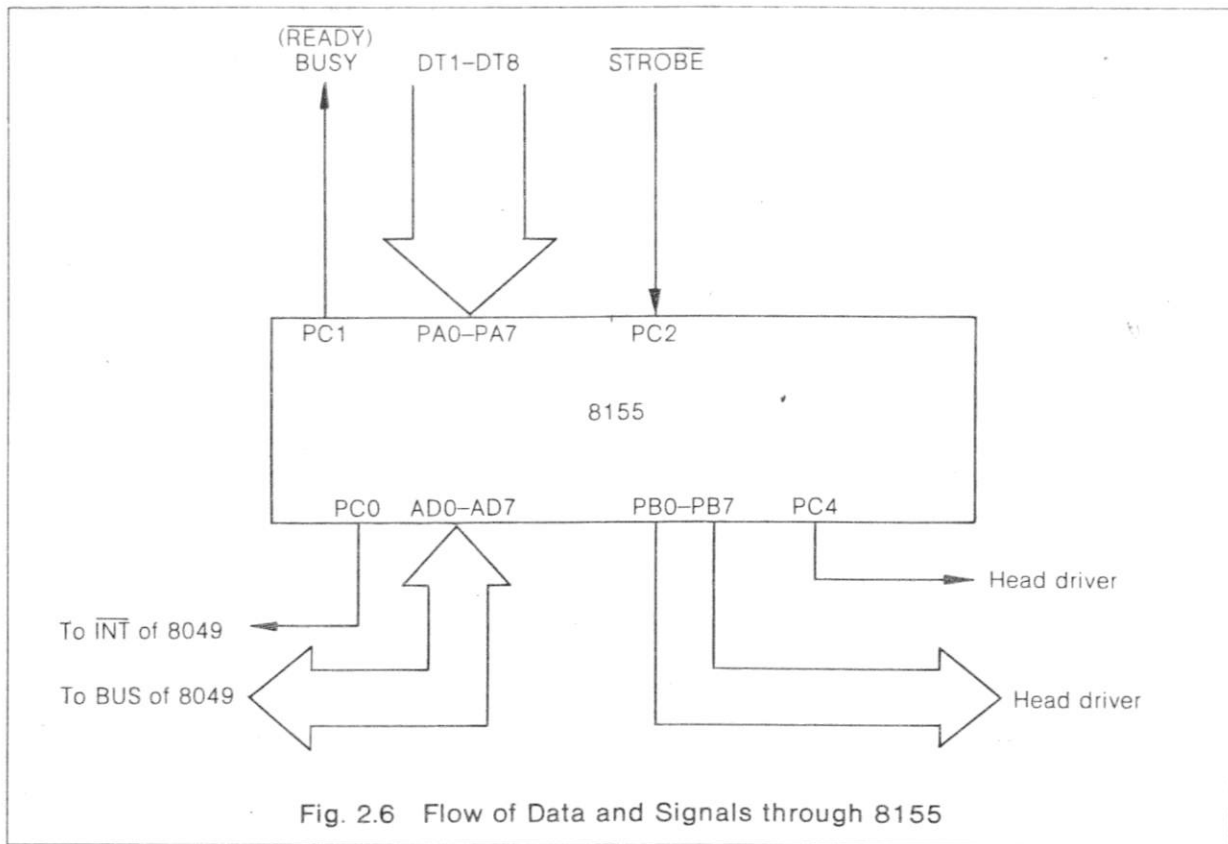 (READY)
BUSY DT1–DT8 STROBE
PC1 PA0–PA7 PC2
8155
PC0 AD0–AD7 PB0–PB7 PC4
Head driver
To INT of 8049
To BUS of 8049 Head driver
Fig. 2.6 Flow of Data and Signals through 8155